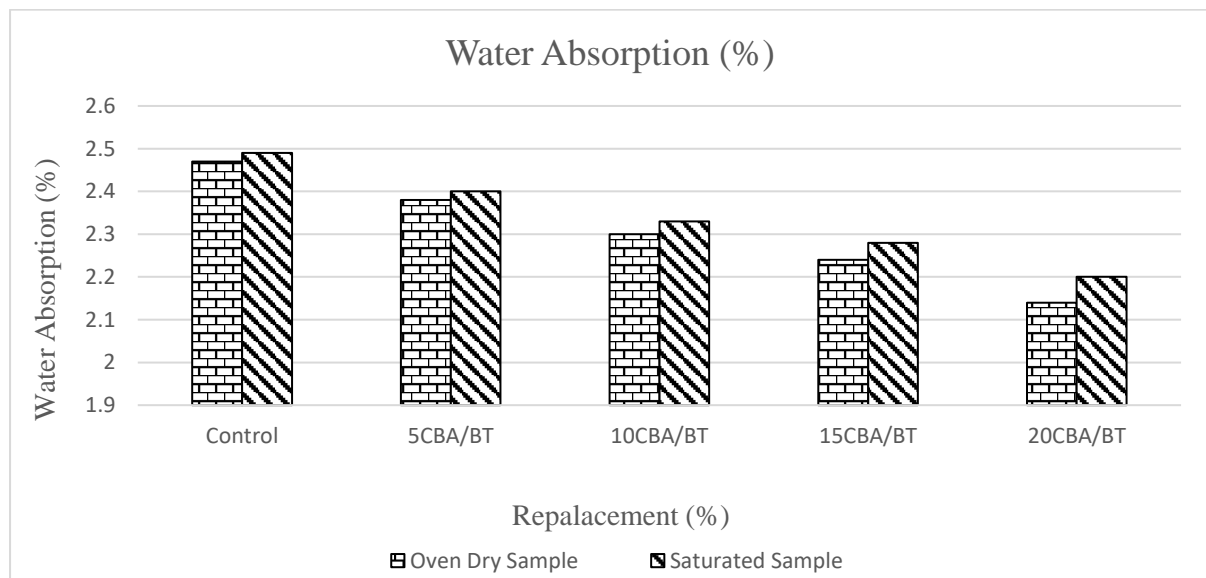 Water Absorption (%)
Water Absorption (%)
2.6
2.5
2.4
2.3
2.2
2.1
2
1.9
Control 5CBA/BT 10CBA/BT 15CBA/BT 20CBA/BT
Repalacement (%)
Oven Dry Sample Saturated Sample